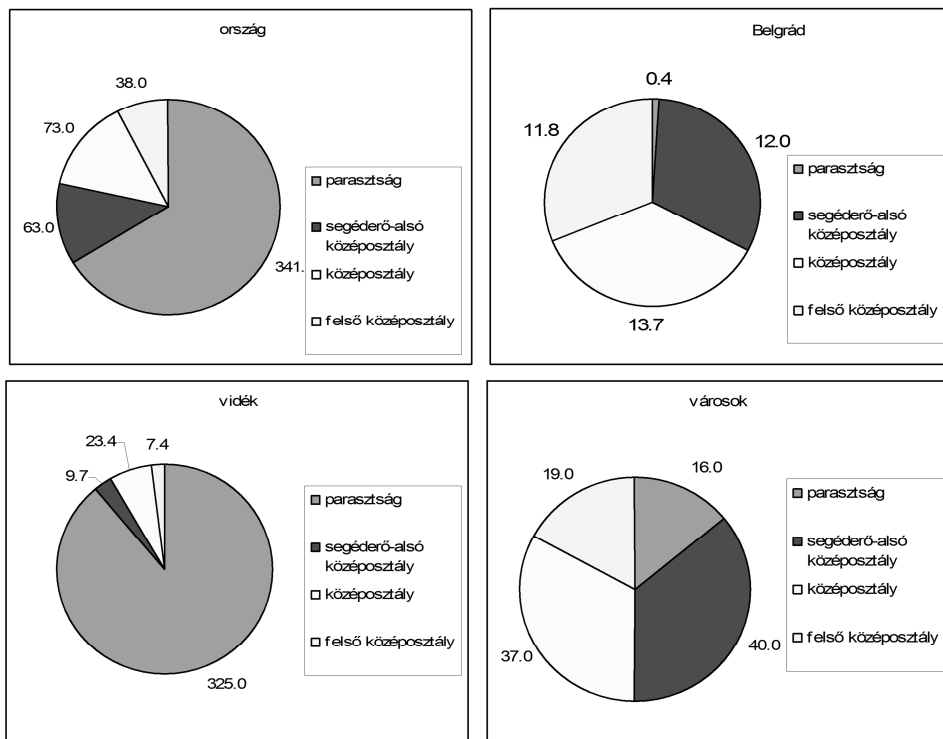 ország
38.0
73.0
63.0
341.
parasztság
segéderő-alsó
középosztály
középosztály
felső középosztály
Belgrád
0.4
11.8
12.0
13.7
parasztság
segéderő-alsó
középosztály
középosztály
felső középosztály
vidék
23.4
7.4
9.7
325.0
parasztság
segéderő-alsó
középosztály
középosztály
felső középosztály
városok
19.0
16.0
37.0
40.0
parasztság
segéderő-alsó
középosztály
középosztály
felső középosztály